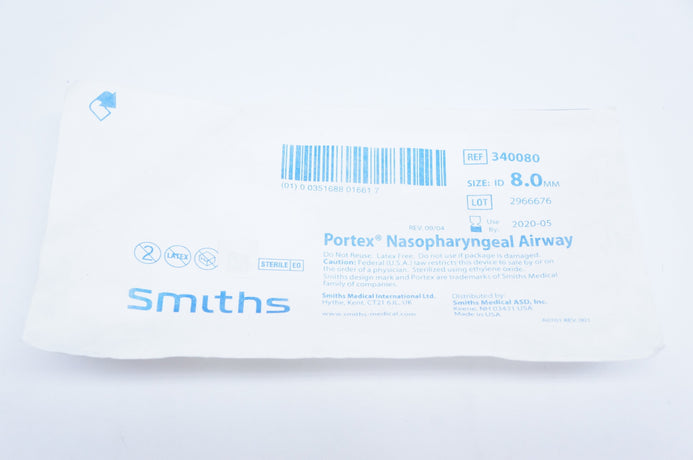 REF 340080
SIZE: ID 8.0 MM
(01) 0 0351688 01661 7
LOT 2966676
Use By: 2020-05
REV. 09/04
Portex® Nasopharyngeal Airway
2
LATEX
STERILE EO
Do Not Reuse. Latex Free. Do not use if package is damaged.
Caution: Federal (U.S.A.) law restricts this device to sale by or on
the order of a physician. Sterilized using ethylene oxide.
Smiths design mark and Portex are trademarks of Smiths Medical
family of companies.
Smiths
Smiths Medical International Ltd.
Hythe, Kent, CT21 6JL, UK
www.smiths-medical.com
Distributed by:
Smiths Medical ASD, Inc.
Keene, NH 03431 USA
Made in USA
REV. 003